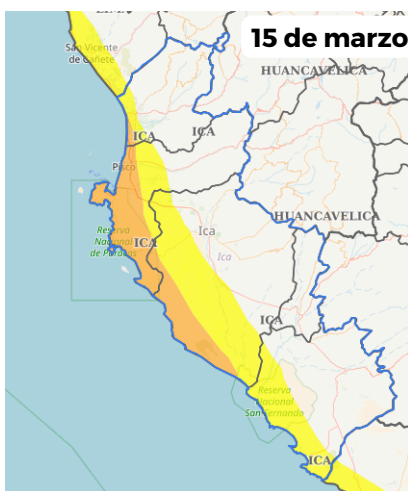 LIMA
15 de marzo
San Vicente
de Cañete
HUANCAVELICA
ICA
ICA
Pisco
HUANCAVELICA
Ica
Reserva
Nacional
de Paracas
ICA
Ica
ICA
Reserva
Nacional
San Fernando
ICA